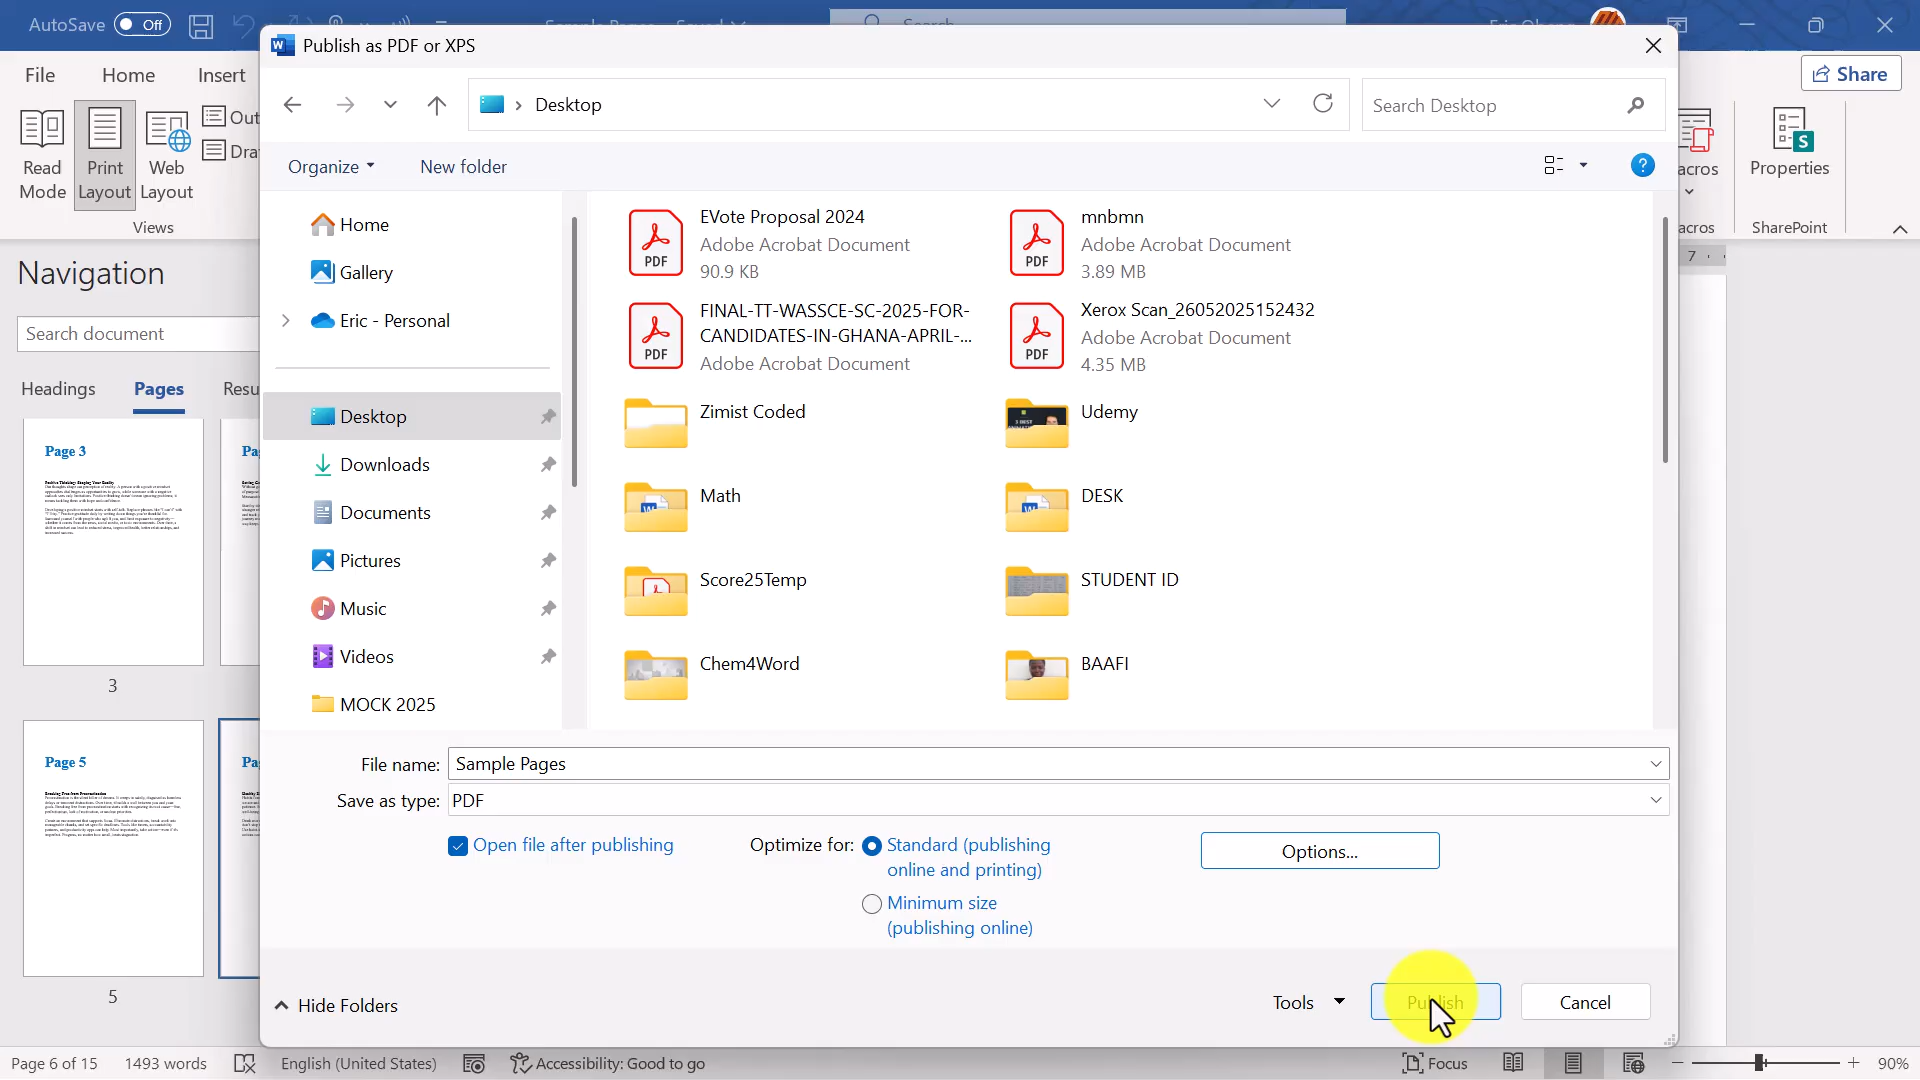 AutoSave Off
Search
Publish as PDF or XPS
File Home Insert
Share
Desktop
Search Desktop
Read Mode
Print Layout
Web Layout
Views
Organize
New folder
Properties
SharePoint
7
Navigation
Search document
Headings Pages
Home
Gallery
Eric - Personal
Desktop
Downloads
Documents
Pictures
Music
Videos
MOCK 2025
PDF
EVote Proposal 2024
Adobe Acrobat Document
90.9 KB
PDF
mnbmn
Adobe Acrobat Document
3.89 MB
PDF
FINAL-TT-WASSCE-SC-2025-FOR-
CANDIDATES-IN-GHANA-APRIL-...
Adobe Acrobat Document
PDF
Xerox Scan_26052025152432
Adobe Acrobat Document
4.35 MB
Zimist Coded
Udemy
Math
DESK
Score25Temp
STUDENT ID
Chem4Word
BAAFI
Page 3
3
Page 5
5
File name: Sample Pages
Save as type: PDF
Open file after publishing
Optimize for:
Standard (publishing
online and printing)
Minimum size
(publishing online)
Options...
Hide Folders
Tools
Publish
Cancel
Page 6 of 15
1493 words
English (United States)
Accessibility: Good to go
Focus
90%